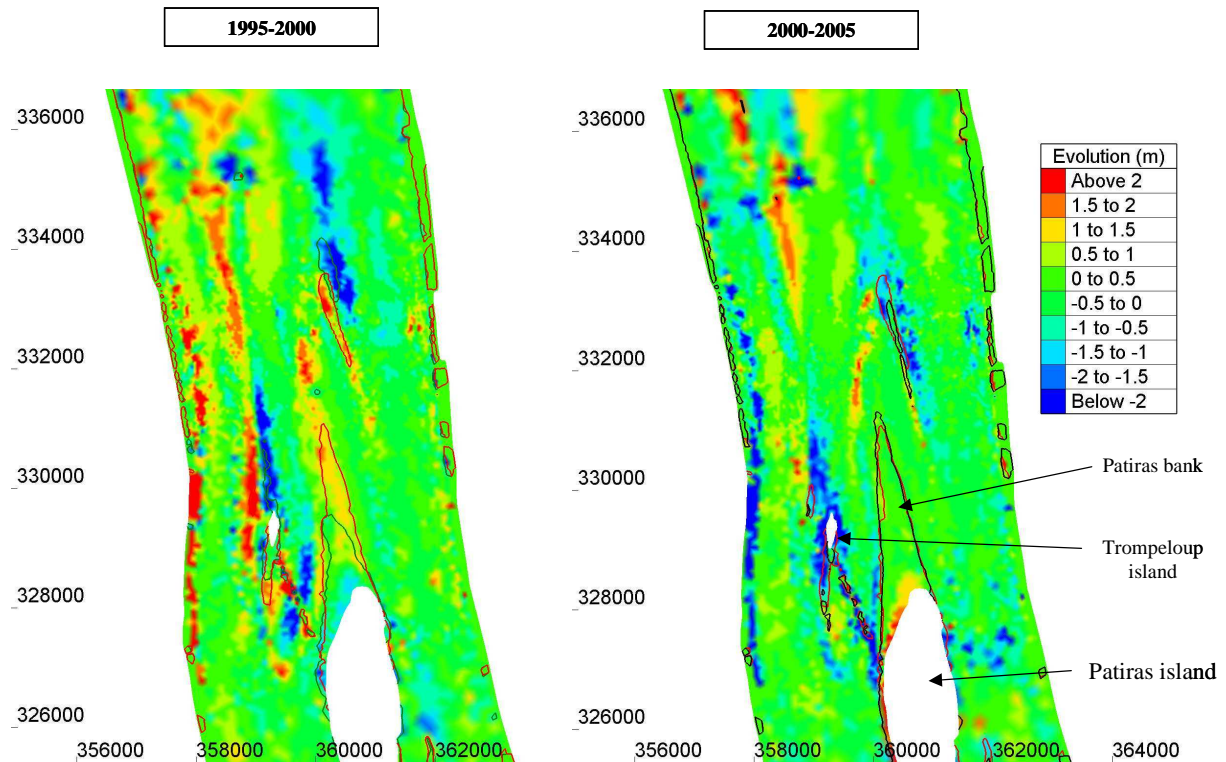 1995-2000
2000-2005
336000
334000
332000
330000
328000
326000
356000
358000
360000
362000
336000
334000
332000
330000
328000
326000
356000
358000
360000
362000
364000
Evolution (m)
Above 2
1.5 to 2
1 to 1.5
0.5 to 1
0 to 0.5
-0.5 to 0
-1 to -0.5
-1.5 to -1
-2 to -1.5
Below -2
Patiras bank
Trompeloup
island
Patiras island